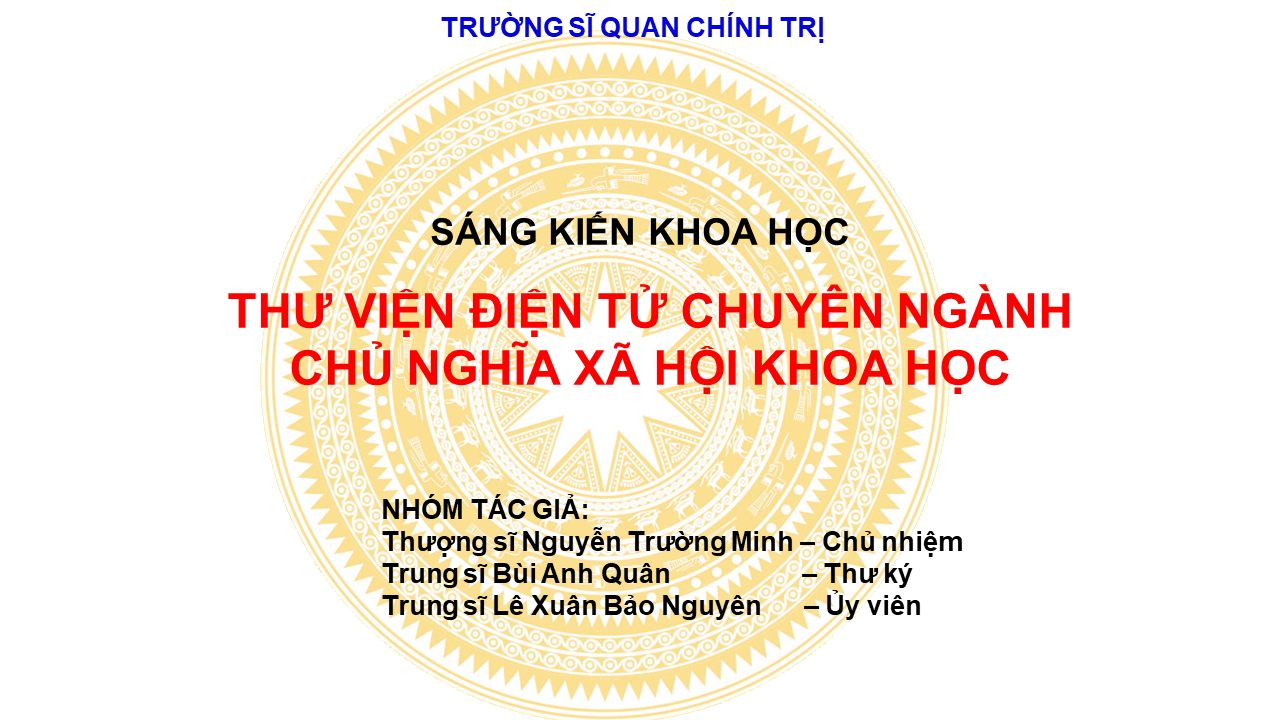 TRƯỜNG SĨ QUAN CHÍNH TRỊ
SÁNG KIẾN KHOA HỌC
THƯ VIỆN ĐIỆN TỬ CHUYÊN NGÀNH
CHỦ NGHĨA XÃ HỘI KHOA HỌC
NHÓM TÁC GIẢ:
Thượng sĩ Nguyễn Trường Minh – Chủ nhiệm
Trung sĩ Bùi Anh Quân – Thư ký
Trung sĩ Lê Xuân Bảo Nguyên – Ủy viên